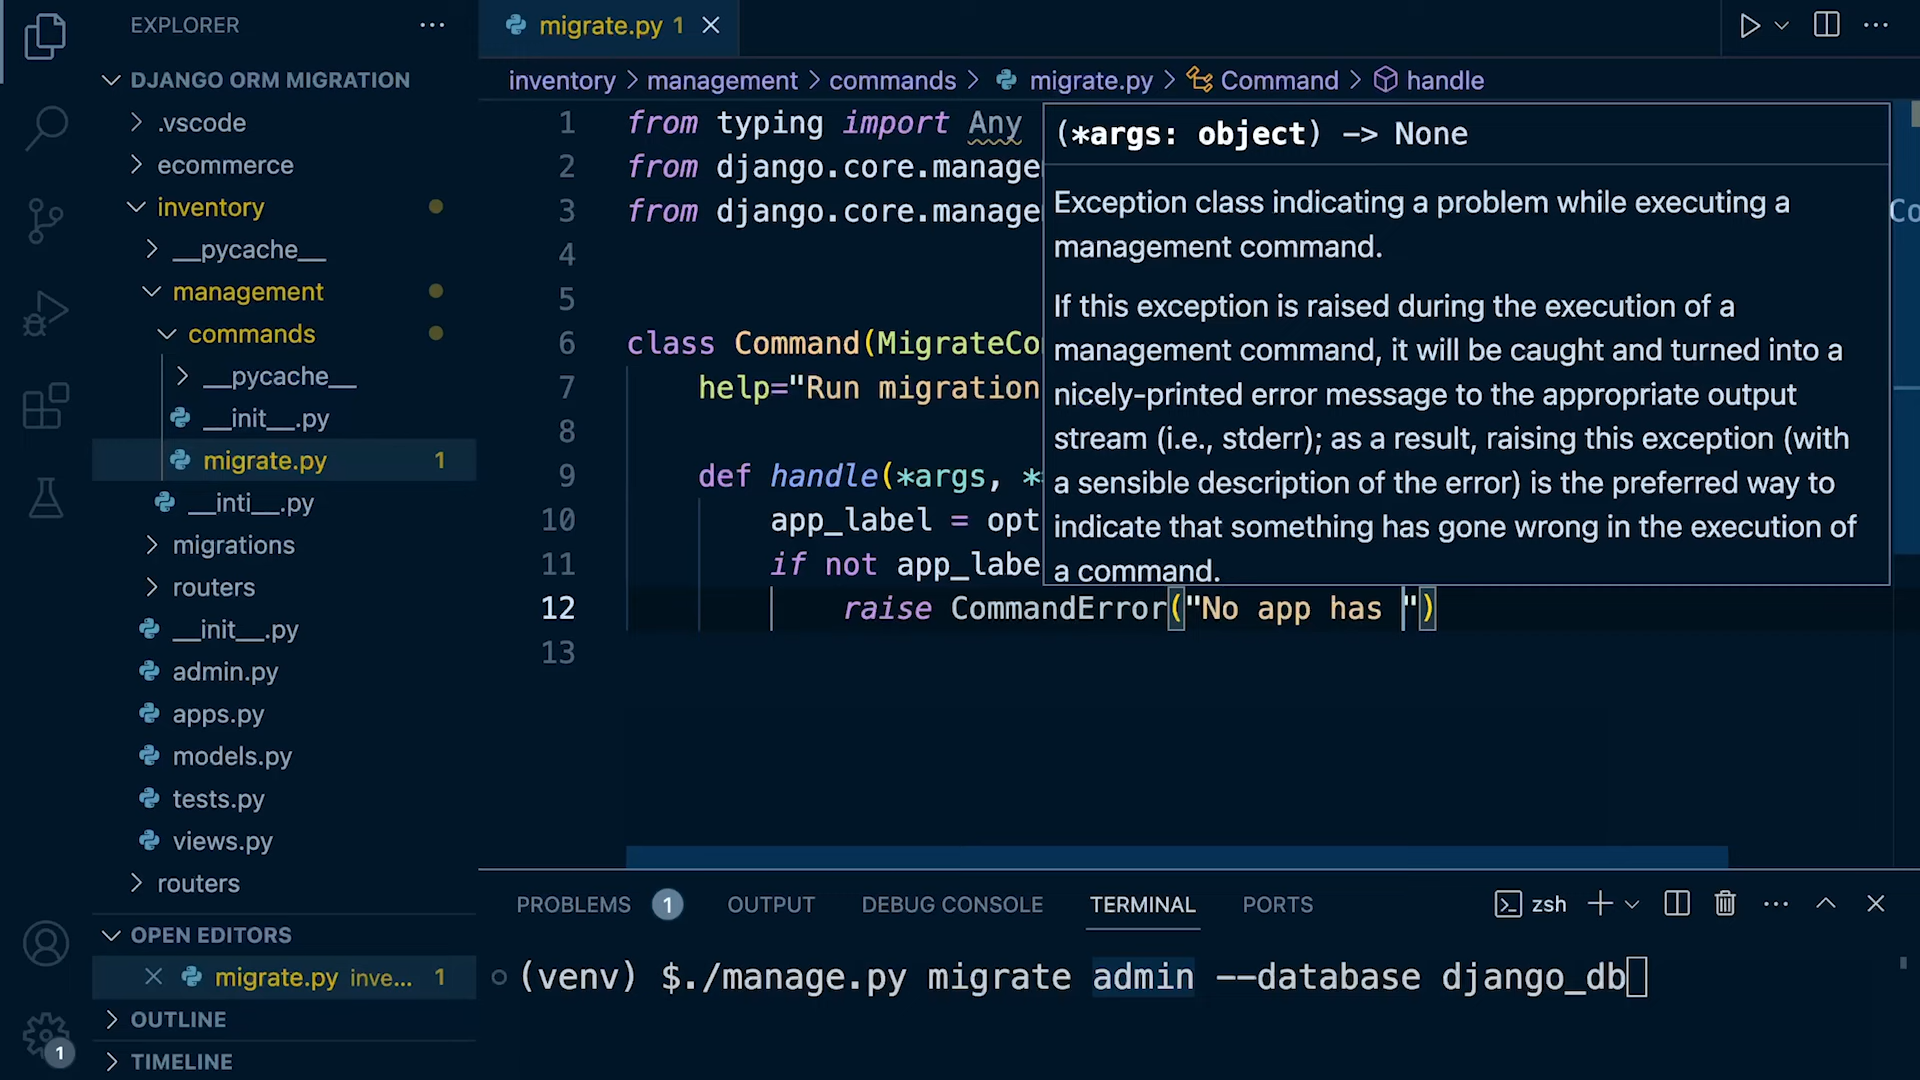 EXPLORER
DJANGO ORM MIGRATION
.vscode
ecommerce
inventory
__pycache__
management
commands
__pycache__
__init__.py
migrate.py 1
__inti__.py
migrations
routers
__init__.py
admin.py
apps.py
models.py
tests.py
views.py
routers
OPEN EDITORS
migrate.py inve... 1
OUTLINE
TIMELINE
1
migrate.py 1
inventory > management > commands > migrate.py > Command > handle
1 from typing import Any
2 from django.core.manage
3 from django.core.manage
Co
4
5
6 class Command(MigrateCo
7 help="Run migration
8
9 def handle(*args, *
10 app_label = opt
11 if not app_labe
12 raise CommandError("No app has ")
13
(*args: object) -> None
Exception class indicating a problem while executing a
management command.
If this exception is raised during the execution of a
management command, it will be caught and turned into a
nicely-printed error message to the appropriate output
stream (i.e., stderr); as a result, raising this exception (with
a sensible description of the error) is the preferred way to
indicate that something has gone wrong in the execution of
a command.
PROBLEMS 1 OUTPUT DEBUG CONSOLE TERMINAL PORTS zsh
(venv) $./manage.py migrate admin --database django_db